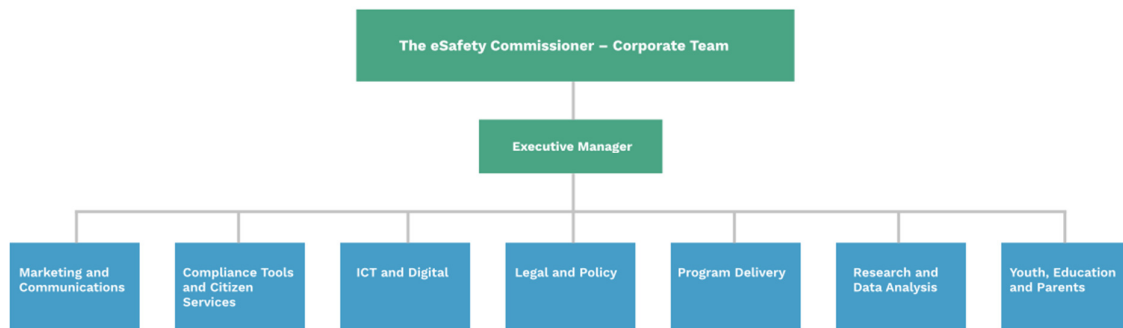 The eSafety Commissioner – Corporate Team
Executive Manager
Marketing and
Communications
Compliance Tools
and Citizen
Services
ICT and Digital
Legal and Policy
Program Delivery
Research and
Data Analysis
Youth, Education
and Parents